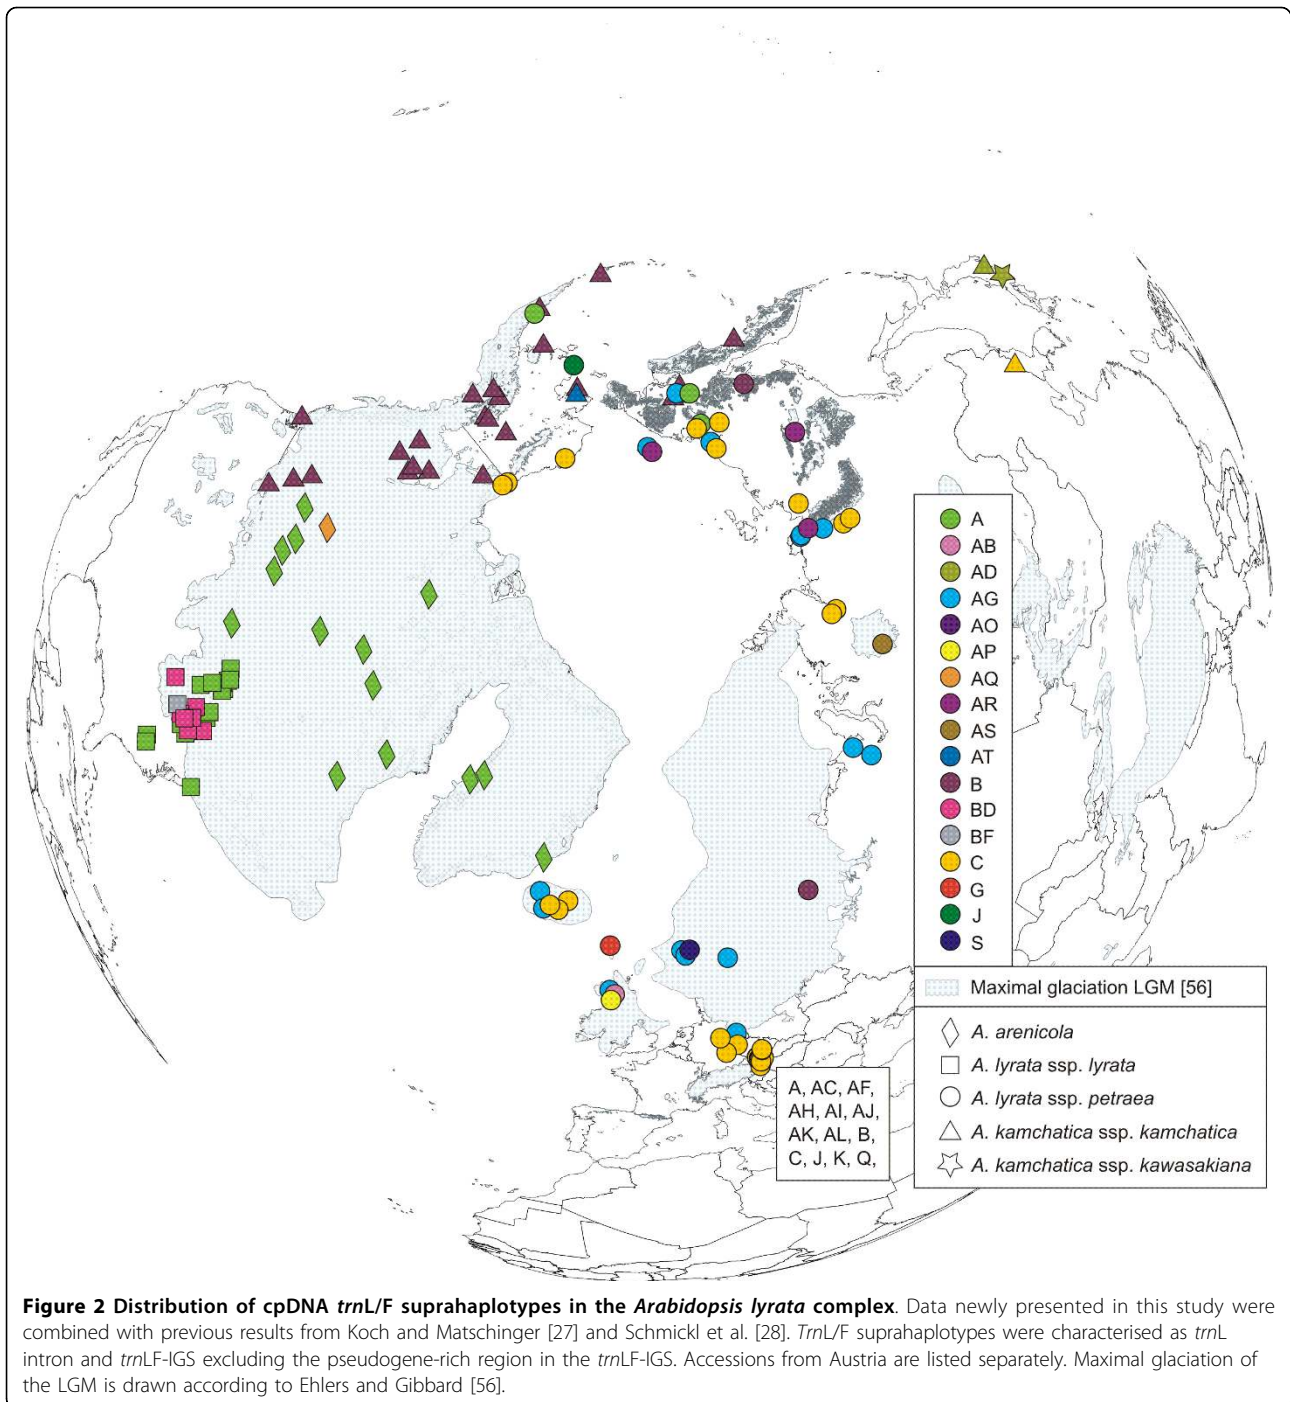 A
AB
AD
AG
AO
AP
AQ
AR
AS
AT
B
BD
BF
C
G
J
S
Maximal glaciation LGM [56]
A. arenicola
A. lyrata ssp. lyrata
A. lyrata ssp. petraea
A. kamchatica ssp. kamchatica
A. kamchatica ssp. kawasakiana
A, AC, AF,
AH, AI, AJ,
AK, AL, B,
C, J, K, Q,
Figure 2 Distribution of cpDNA trnL/F suprahaplotypes in the Arabidopsis lyrata complex. Data newly presented in this study were
combined with previous results from Koch and Matschinger [27] and Schmickl et al. [28]. TrnL/F suprahaplotypes were characterised as trnL
intron and trnLF-IGS excluding the pseudogene-rich region in the trnLF-IGS. Accessions from Austria are listed separately. Maximal glaciation of
the LGM is drawn according to Ehlers and Gibbard [56].